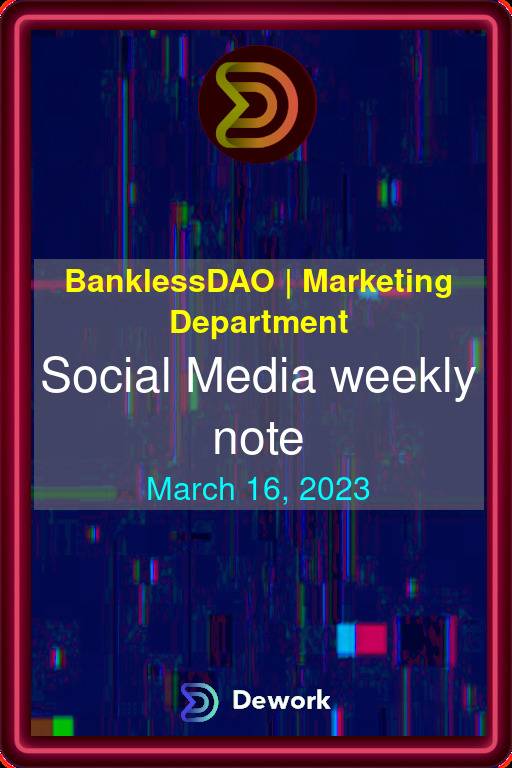 BanklessDAO | Marketing
Department
Social Media weekly
note
March 16, 2023
Dework